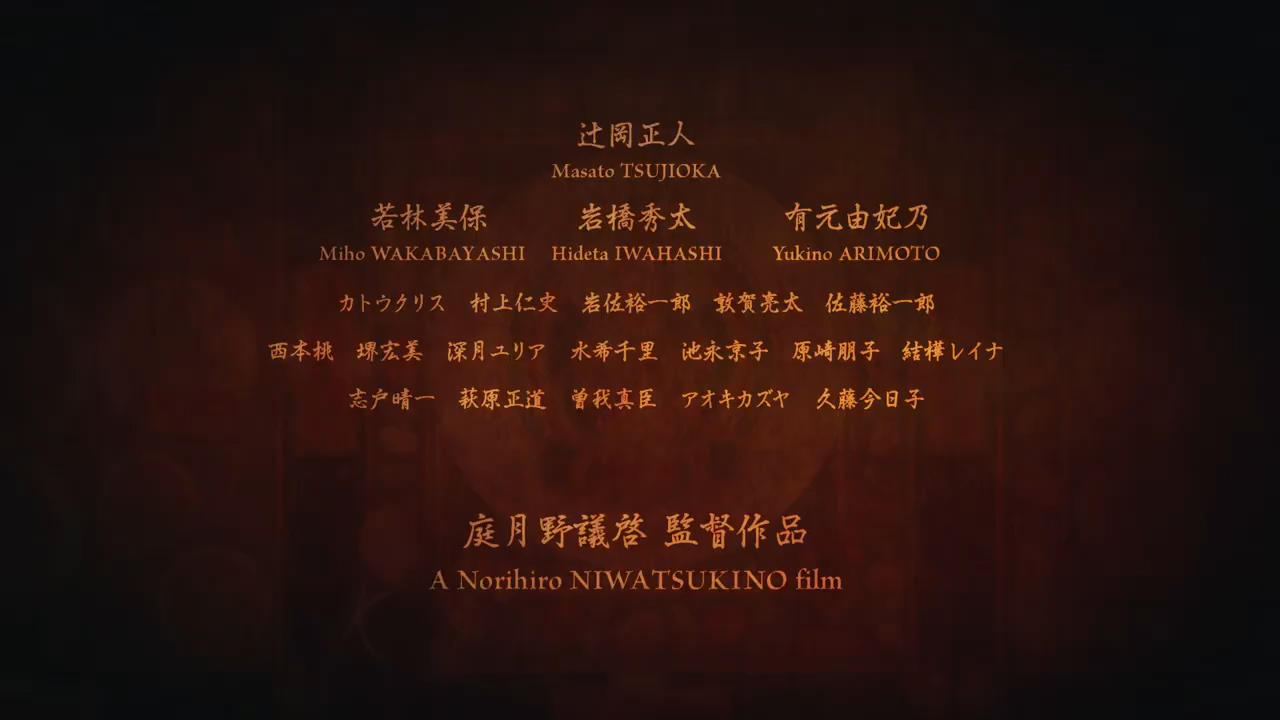 辻岡正人
Masato TSUJIOKA
若林美保 岩橋秀太 有元由妃乃
Miho WAKABAYASHI Hideta IWAHASHI Yukino ARIMOTO
カトウクリス 村上仁史 岩佐裕一郎 敦賀亮太 佐藤裕一郎
西本桃 堺宏美 深月ユリア 水希千里 池永京子 原崎朋子 結樺レイナ
志戸晴一 萩原正道 曽我真臣 アオキカズヤ 久藤今日子
庭月野議啓 監督作品
A Norihiro NIWATSUKINO film